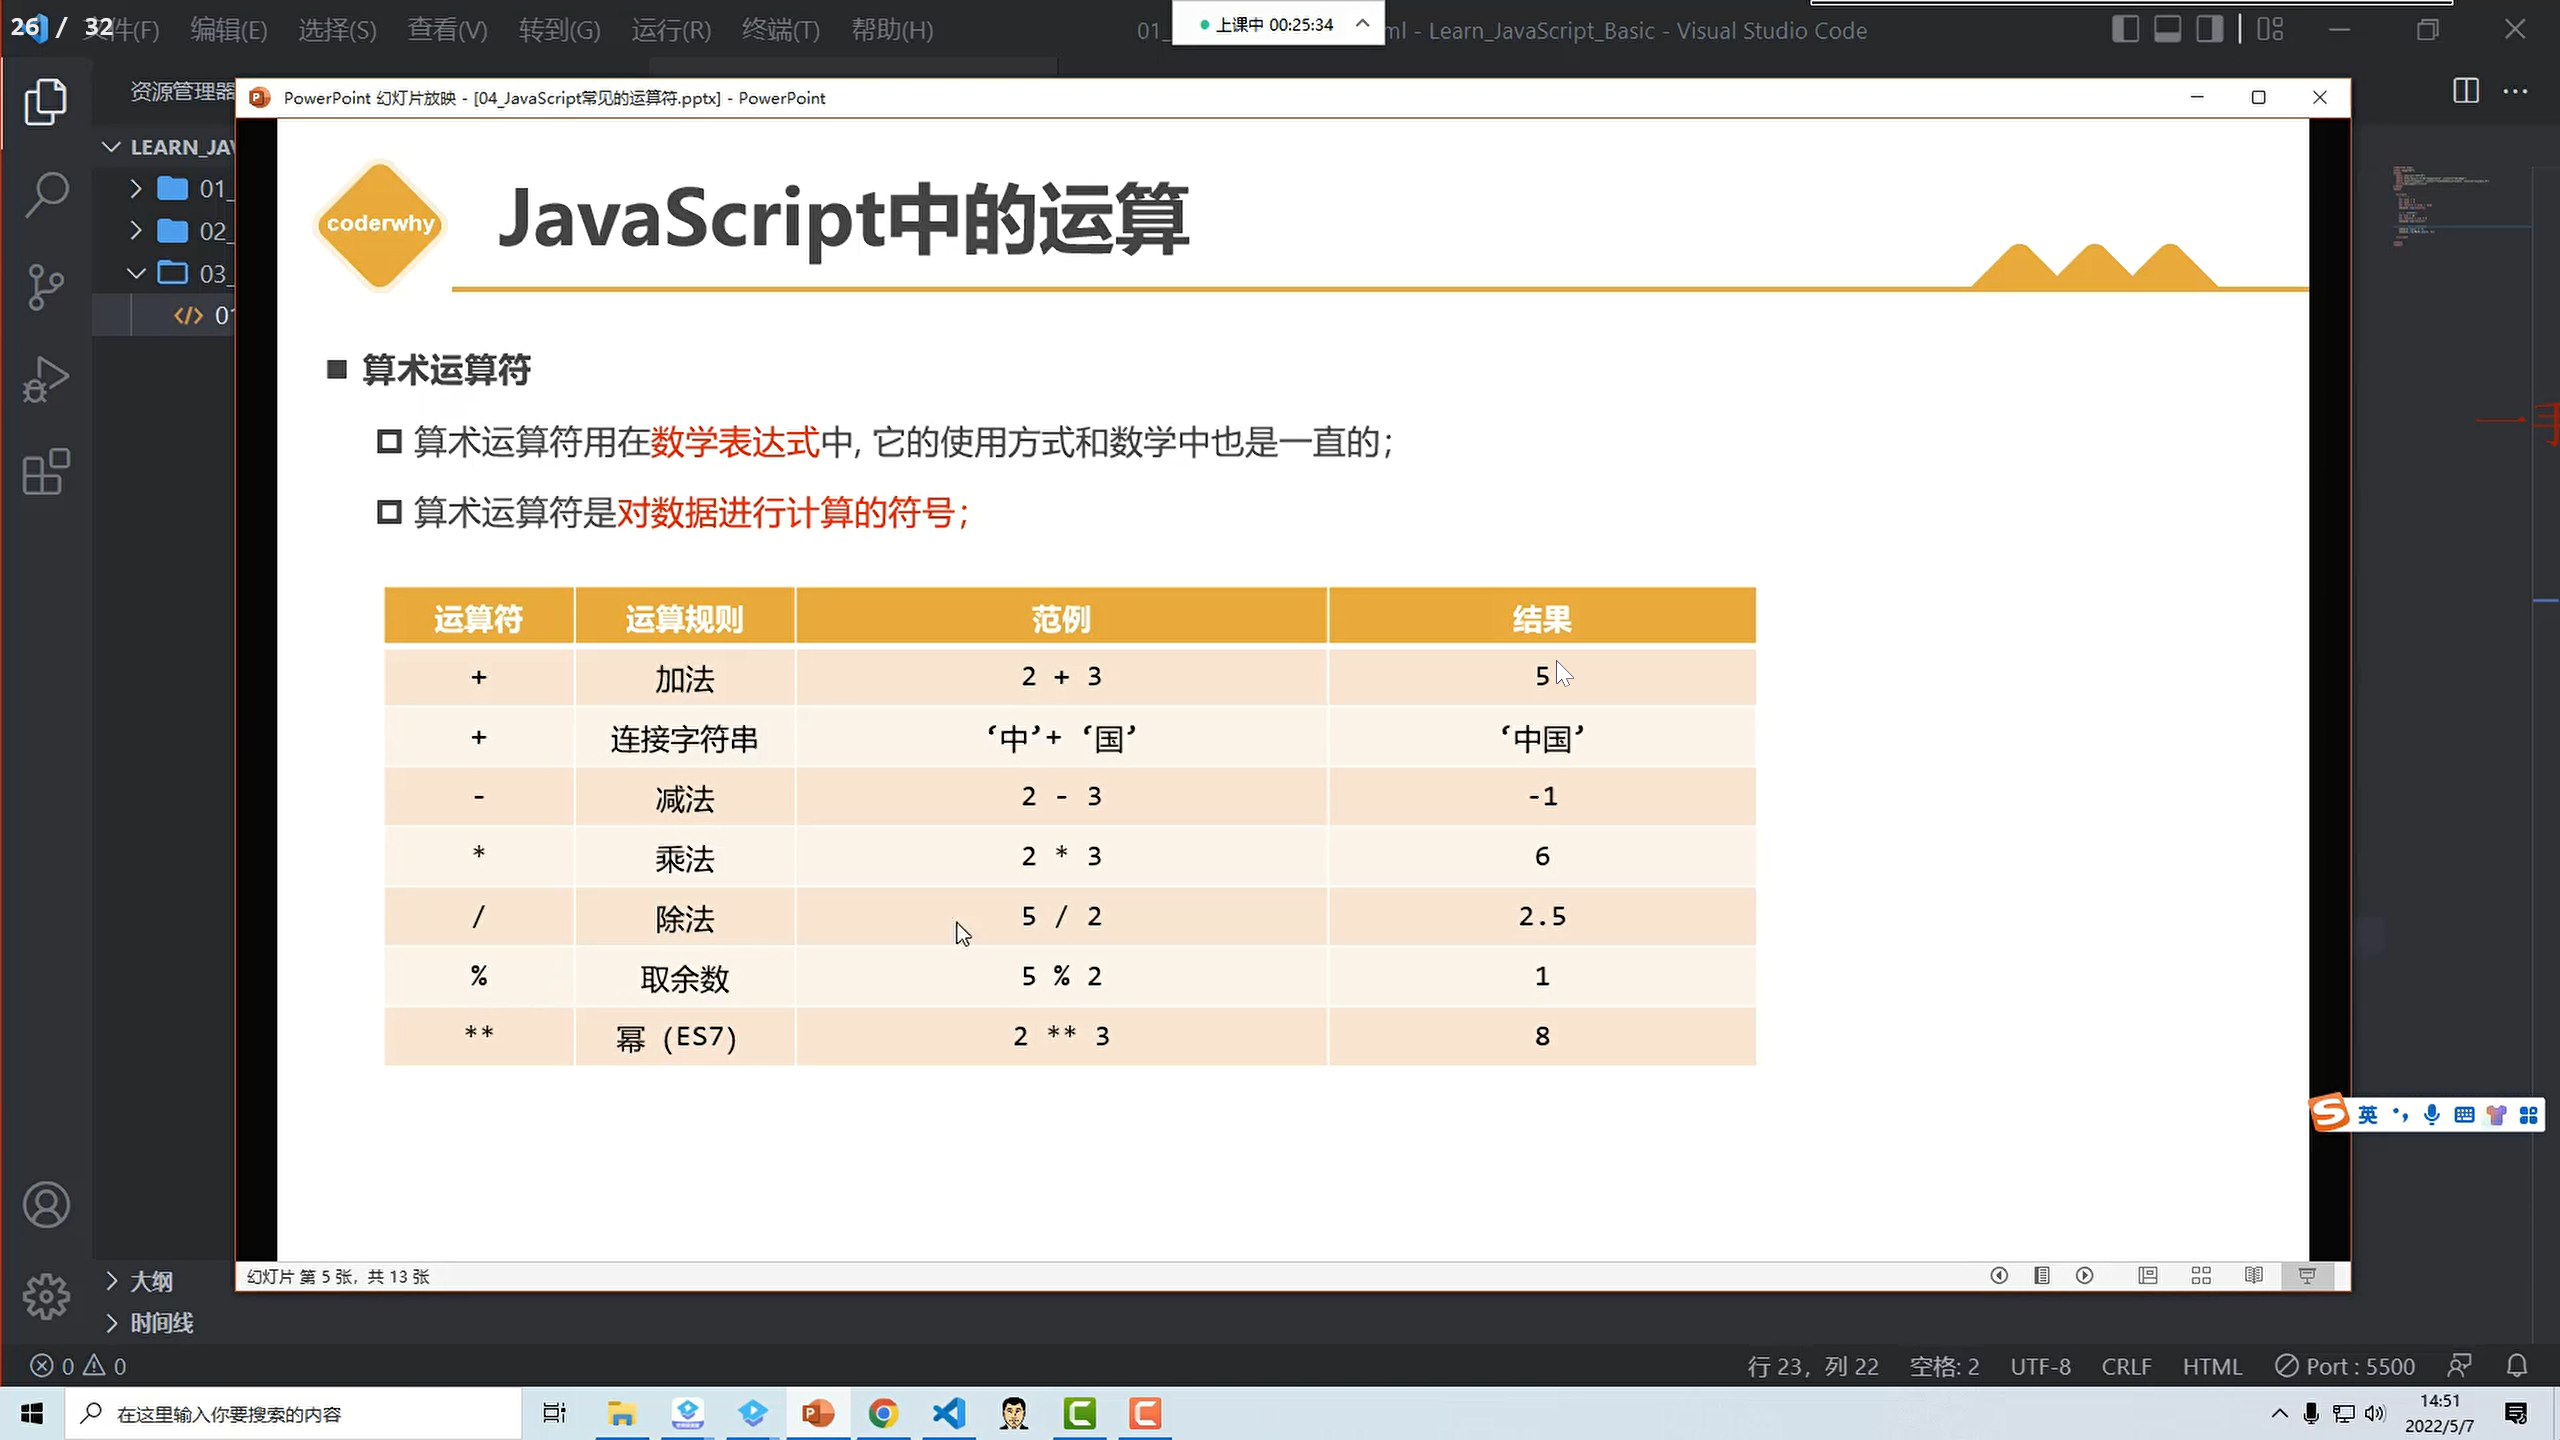 26 / 32
文件(F) 编辑(E) 选择(S) 查看(V) 转到(G) 运行(R) 终端(T) 帮助(H)
上课中 00:25:34
ml - Learn_JavaScript_Basic - Visual Studio Code
资源管理器
PowerPoint 幻灯片放映 - [04_JavaScript常见的运算符.pptx] - PowerPoint
LEARN_JAV
01_
02_
03_
01
coderwhy
JavaScript中的运算
算术运算符
算术运算符用在数学表达式中, 它的使用方式和数学中也是一直的;
算术运算符是对数据进行计算的符号;
运算符 运算规则 范例 结果
+ 加法 2 + 3 5
+ 连接字符串 ‘中’+ ‘国’ ‘中国’
- 减法 2 - 3 -1
* 乘法 2 * 3 6
/ 除法 5 / 2 2.5
% 取余数 5 % 2 1
** 幂（ES7） 2 ** 3 8
一手
英
幻灯片 第 5 张，共 13 张
大纲
时间线
0 0
行 23，列 22 空格: 2 UTF-8 CRLF HTML Port : 5500
在这里输入你要搜索的内容
14:51
2022/5/7